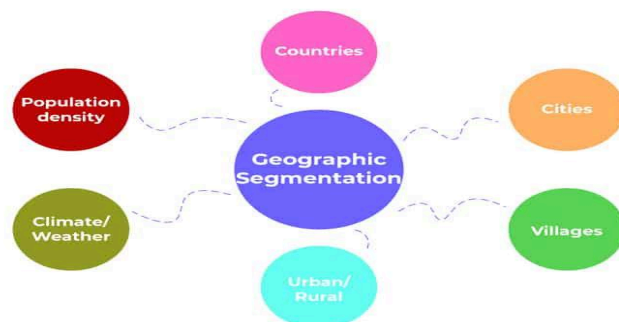 Countries
Population
density
Cities
Geographic
Segmentation
Climate/
Weather
Villages
Urban/
Rural